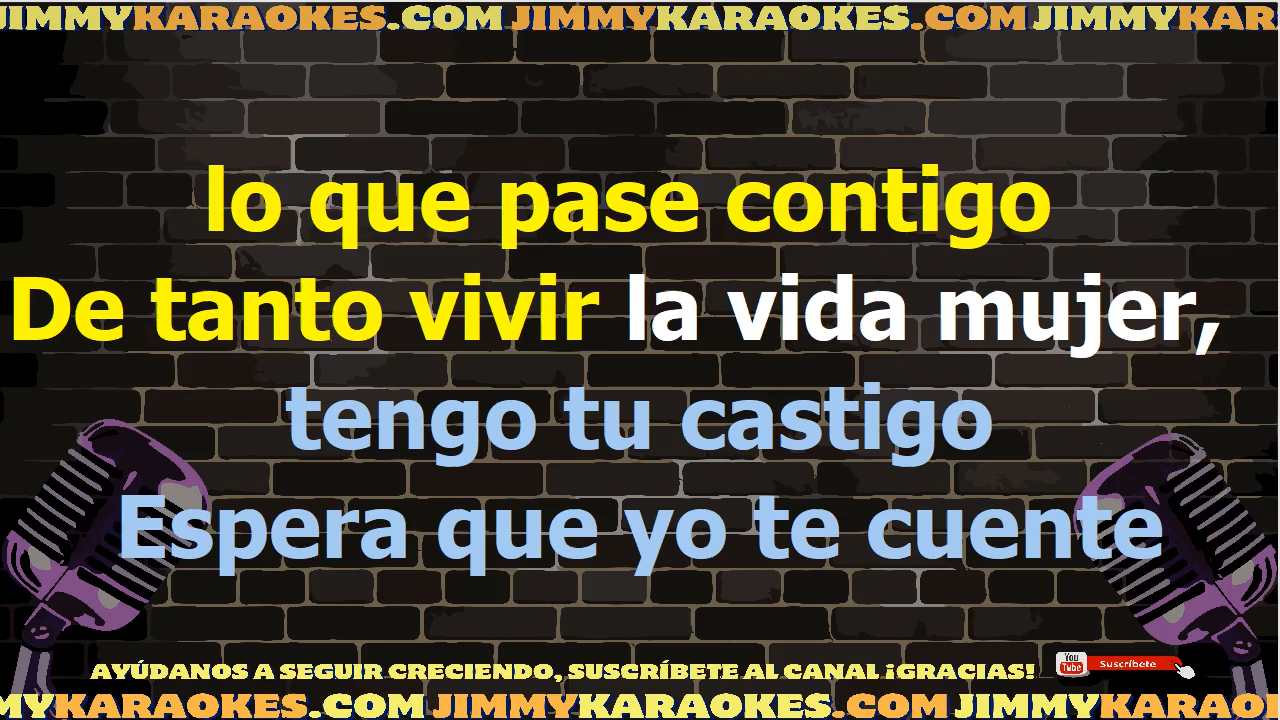 JIMMYKARAOKES.COM JIMMYKARAOKES.COM JIMMYKAR
lo que pase contigo
De tanto vivir la vida mujer,
tengo tu castigo
Espera que yo te cuente
AYÚDANOS A SEGUIR CRECIENDO, SUSCRÍBETE AL CANAL ¡GRACIAS!
You Tube Suscríbete
MYKARAOKES.COM JIMMYKARAOKES.COM JIMMYKARAOI